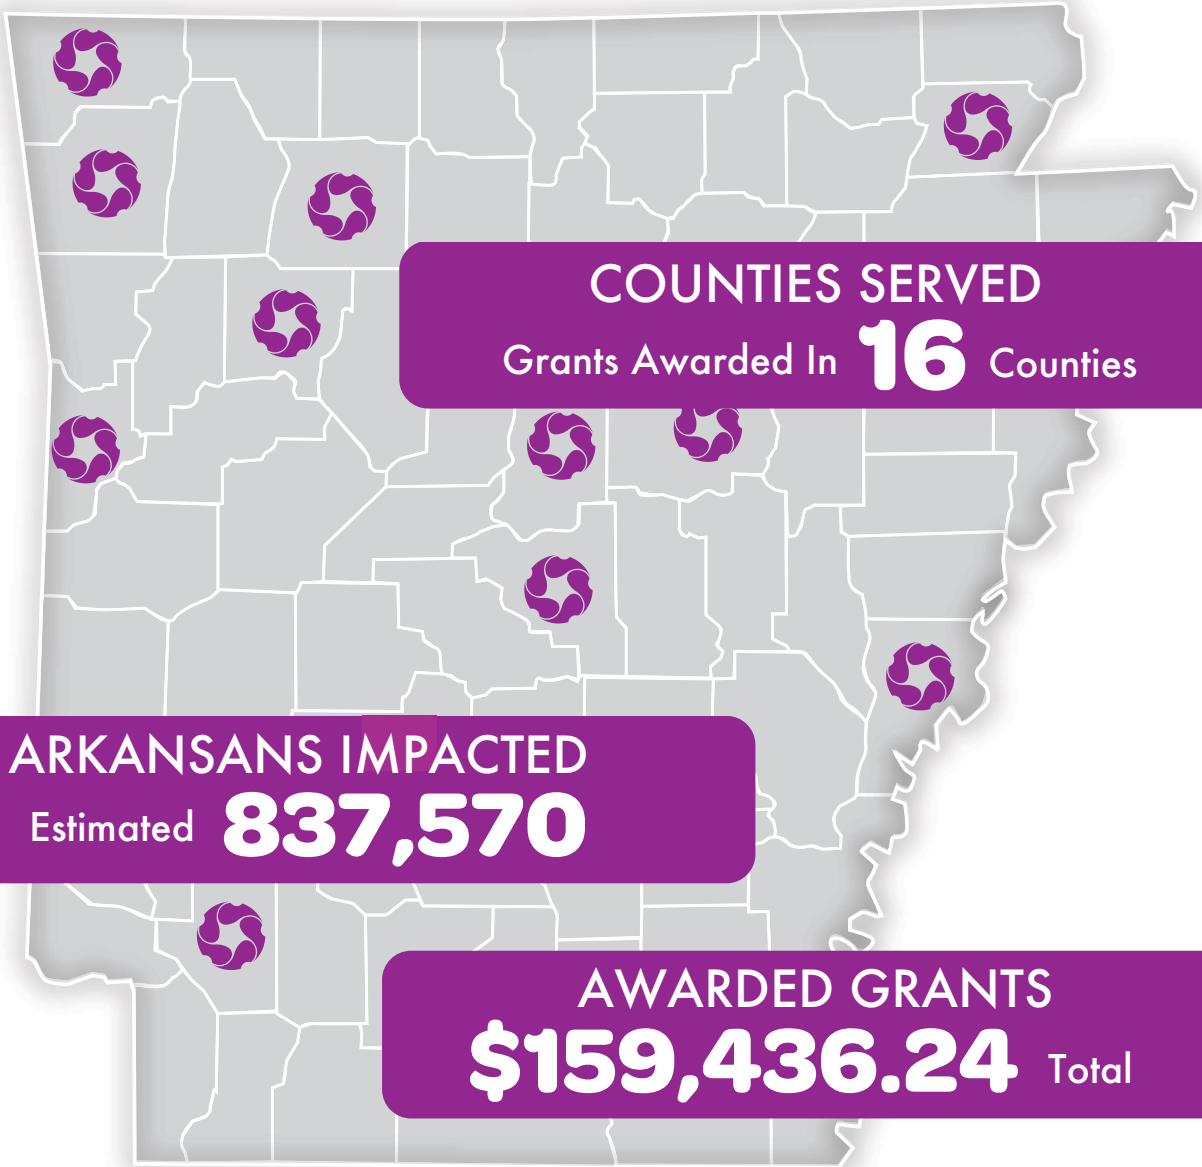 COUNTIES SERVED
Grants Awarded In 16 Counties
ARKANSANS IMPACTED
Estimated 837,570
AWARDED GRANTS
$159,436.24 Total